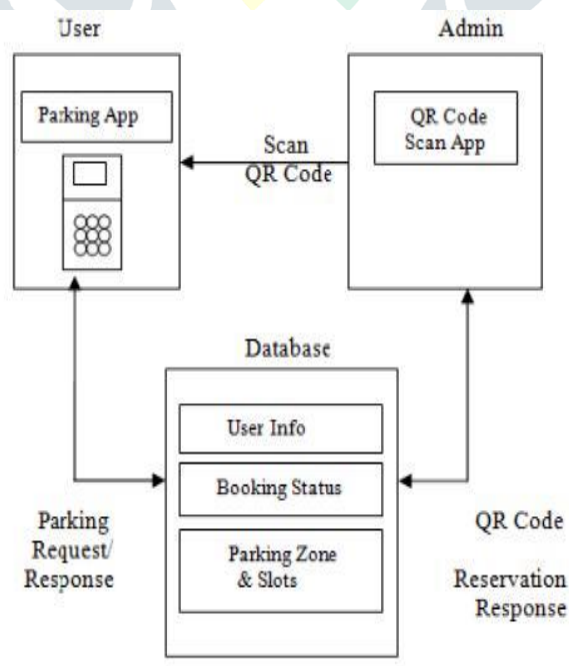 User
Admin
Parking App
QR Code
Scan App
Scan
QR Code
Database
User Info
Booking Status
Parking Zone
& Slots
Parking
Request/
Response
QR Code
Reservation
Response